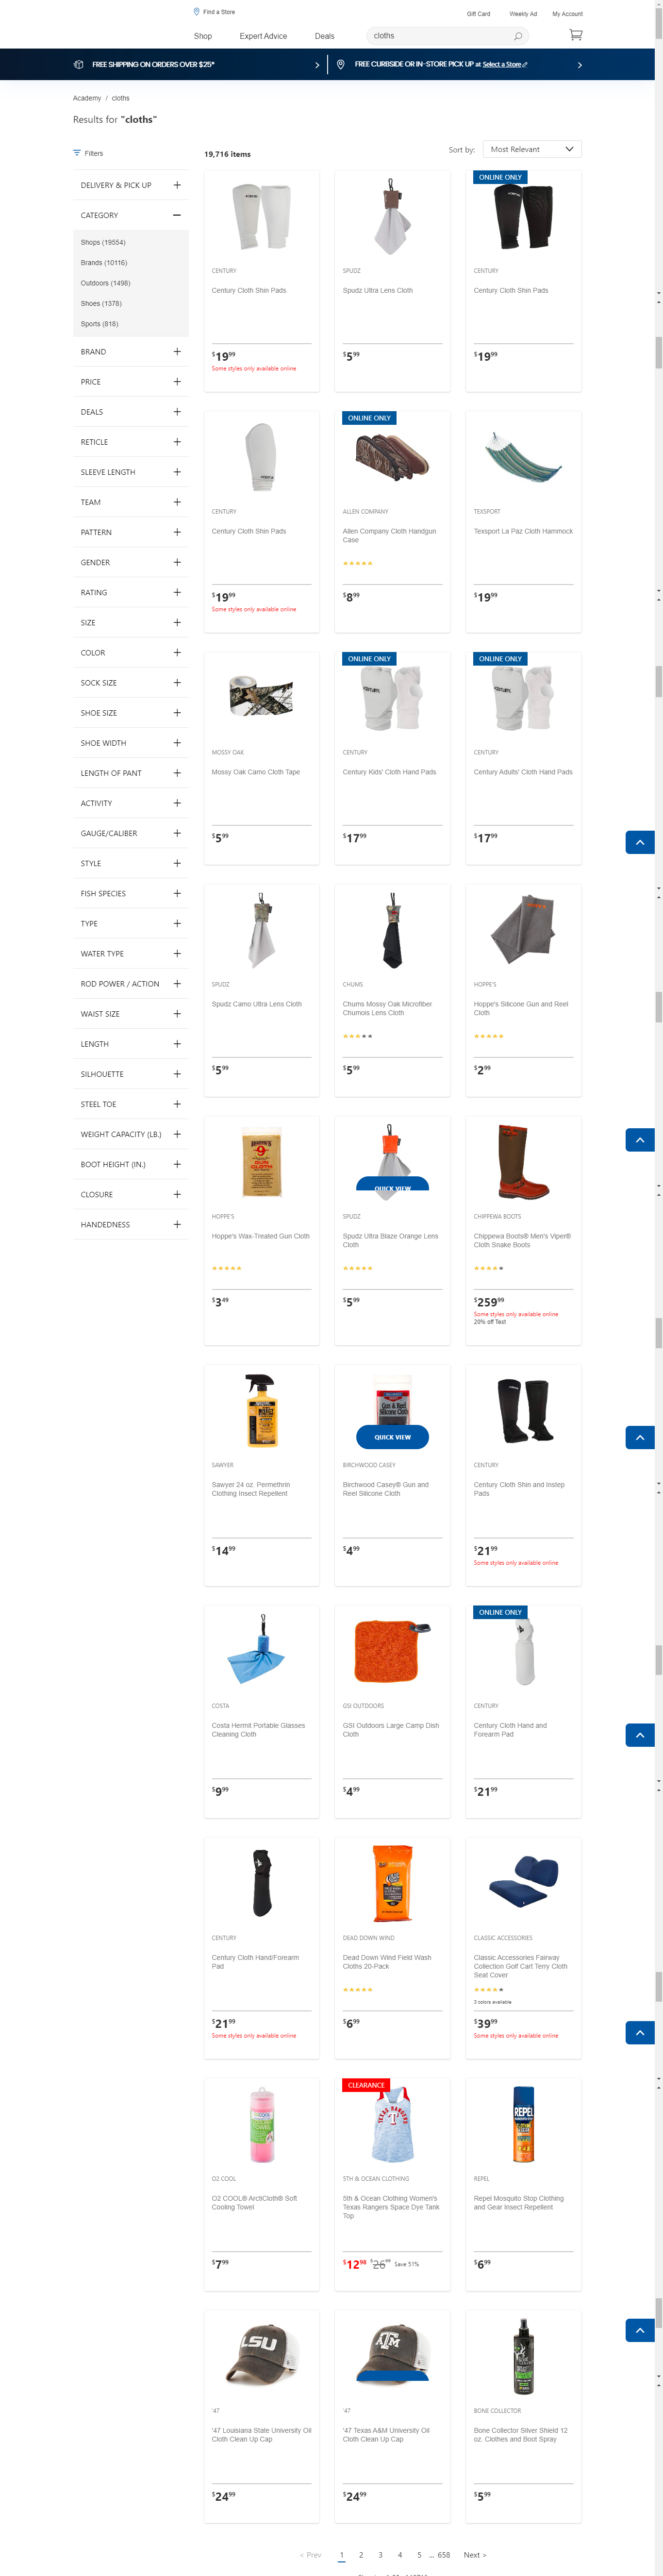 Find a Store
Gift Card
Weekly Ad
My Account
Shop
Expert Advice
Deals
cloths
FREE SHIPPING ON ORDERS OVER $25*
FREE CURBSIDE OR IN-STORE PICK UP at Select a Store
Academy / cloths
Results for "cloths"
Filters
19,716 items
Sort by:
Most Relevant
DELIVERY & PICK UP
CATEGORY
Shops (19554)
Brands (10116)
Outdoors (1498)
Shoes (1378)
Sports (818)
BRAND
PRICE
DEALS
RETICLE
SLEEVE LENGTH
TEAM
PATTERN
GENDER
RATING
SIZE
COLOR
SOCK SIZE
SHOE SIZE
SHOE WIDTH
LENGTH OF PANT
ACTIVITY
GAUGE/CALIBER
STYLE
FISH SPECIES
TYPE
WATER TYPE
ROD POWER / ACTION
WAIST SIZE
LENGTH
SILHOUETTE
STEEL TOE
WEIGHT CAPACITY (LB.)
BOOT HEIGHT (IN.)
CLOSURE
HANDEDNESS
CENTURY
Century Cloth Shin Pads
$19.99
Some styles only available online
SPUDZ
Spudz Ultra Lens Cloth
$5.99
ONLINE ONLY
CENTURY
Century Cloth Shin Pads
$19.99
CENTURY
Century Cloth Shin Pads
$19.99
Some styles only available online
ONLINE ONLY
ALLEN COMPANY
Allen Company Cloth Handgun
Case
$8.99
TEXSPORT
Texsport La Paz Cloth Hammock
$19.99
MOSSY OAK
Mossy Oak Camo Cloth Tape
$5.99
ONLINE ONLY
CENTURY
Century Kids' Cloth Hand Pads
$17.99
ONLINE ONLY
CENTURY
Century Adults' Cloth Hand Pads
$17.99
SPUDZ
Spudz Camo Ultra Lens Cloth
$5.99
CHUMS
Chums Mossy Oak Microfiber
Chumois Lens Cloth
$5.99
HOPPE'S
Hoppe's Silicone Gun and Reel
Cloth
$2.99
HOPPE'S
9
GUN
CLOTH
HOPPE'S
Hoppe's Wax-Treated Gun Cloth
$3.49
QUICK VIEW
SPUDZ
Spudz Ultra Blaze Orange Lens
Cloth
$5.99
CHIPPEWA BOOTS
Chippewa Boots® Men's Viper®
Cloth Snake Boots
$259.99
Some styles only available online
20% off Test
SAWYER
Sawyer 24 oz. Permethrin
Clothing Insect Repellent
$14.99
Gun & Reel
Silicone Cloth
QUICK VIEW
BIRCHWOOD CASEY
Birchwood Casey® Gun and
Reel Silicone Cloth
$4.99
CENTURY
Century Cloth Shin and Instep
Pads
$21.99
Some styles only available online
COSTA
Costa Hermit Portable Glasses
Cleaning Cloth
$9.99
GSI OUTDOORS
GSI Outdoors Large Camp Dish
Cloth
$4.99
ONLINE ONLY
CENTURY
Century Cloth Hand and
Forearm Pad
$21.99
CENTURY
Century Cloth Hand/Forearm
Pad
$21.99
Some styles only available online
DEAD DOWN WIND
Dead Down Wind Field Wash
Cloths 20-Pack
$6.99
CLASSIC ACCESSORIES
Classic Accessories Fairway
Collection Golf Cart Terry Cloth
Seat Cover
2 colors available
$39.99
Some styles only available online
O2 COOL
O2 COOL® ArctiCloth® Soft
Cooling Towel
$7.99
CLEARANCE
TEXAS RANGERS
T
5TH & OCEAN CLOTHING
5th & Ocean Clothing Women's
Texas Rangers Space Dye Tank
Top
$12.98 $26.99 Save 51%
REPEL
REPEL
Repel Mosquito Stop Clothing
and Gear Insect Repellent
$6.99
LSU
'47
'47 Louisiana State University Oil
Cloth Clean Up Cap
$24.99
ATM
'47
'47 Texas A&M University Oil
Cloth Clean Up Cap
$24.99
BONE COLLECTOR
Bone Collector Silver Shield 12
oz. Clothes and Boot Spray
$5.99
< Prev 1 2 3 4 5 ... 658 Next >